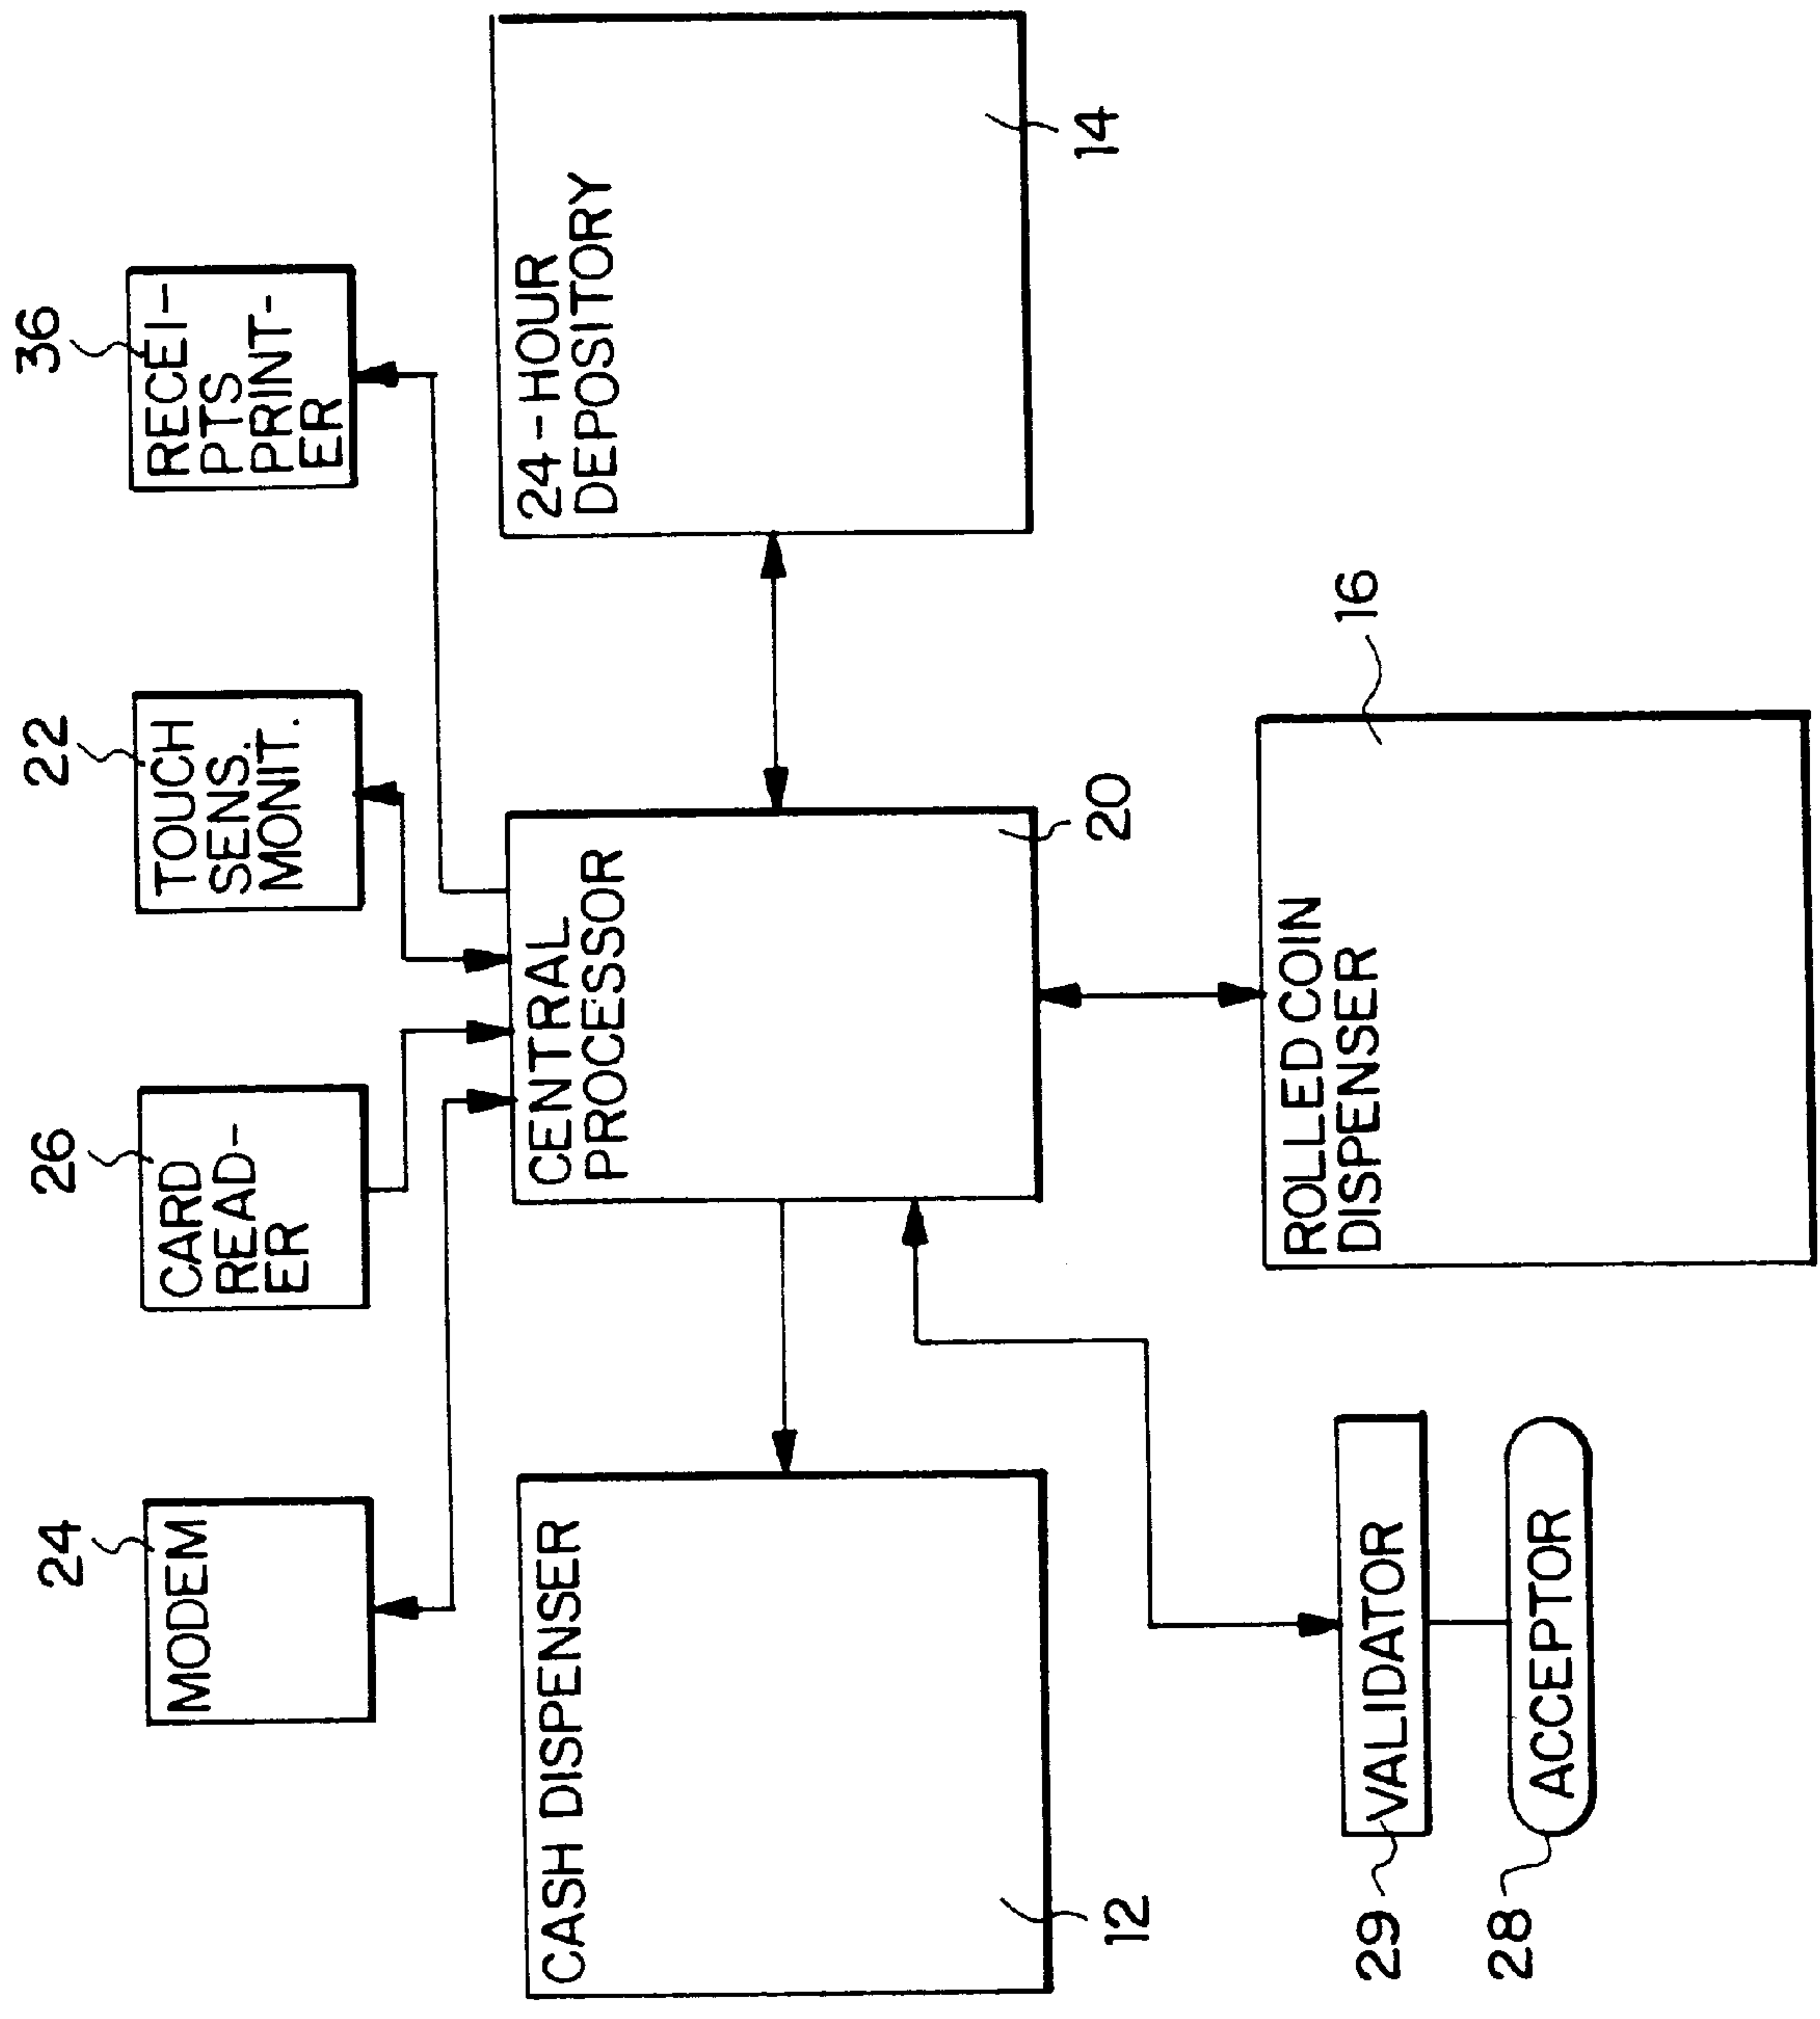 24
MODEM
26
CARD
READ-
ER
22
TOUCH
SENS.
MONIT.
36
RECEI-
PTS
PRINT-
ER
CASH DISPENSER
12
CENTRAL
PROCESSOR
20
24-HOUR
DEPOSITORY
14
29
VALIDATOR
28
ACCEPTOR
ROLLED COIN
DISPENSER
16